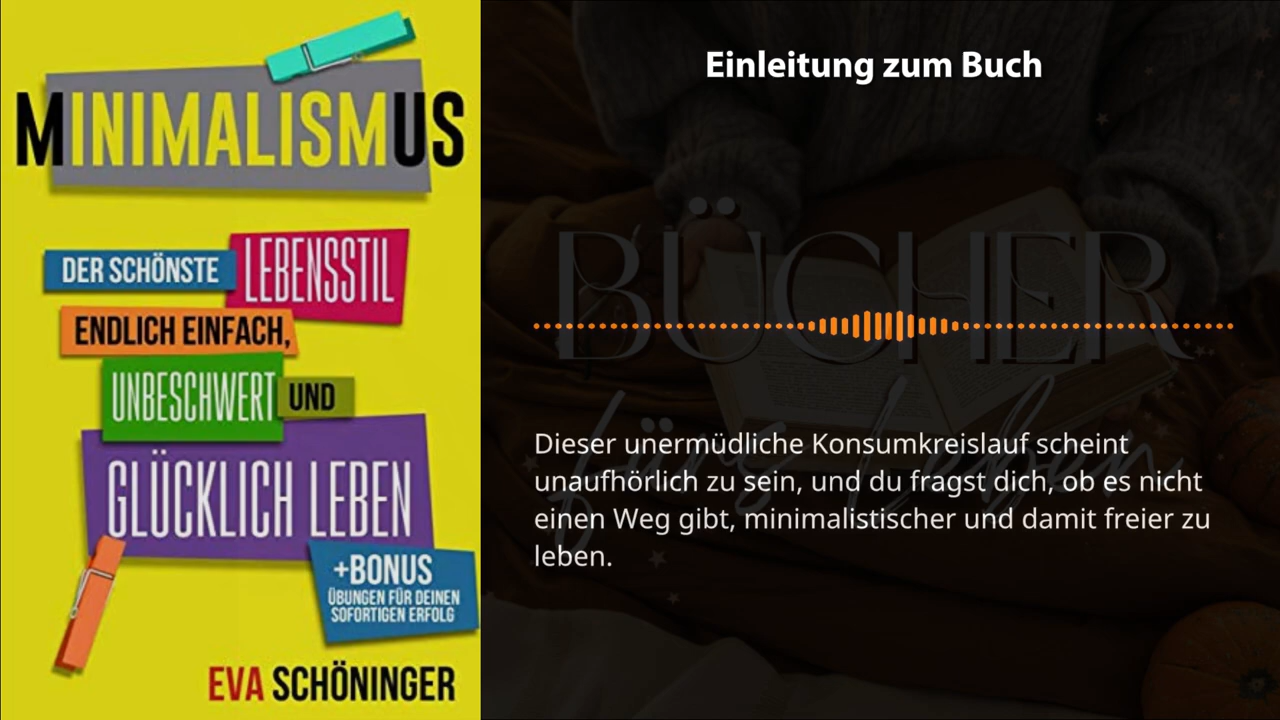 MINIMALISMUS
DER SCHÖNSTE LEBENSSTIL
ENDLICH EINFACH,
UNBESCHWERT UND
GLÜCKLICH LEBEN
+BONUS
ÜBUNGEN FÜR DEINEN
SOFORTIGEN ERFOLG
EVA SCHÖNINGER
Einleitung zum Buch
BÜCHER
fürs Leben
Dieser unermüdliche Konsumkreislauf scheint
unaufhörlich zu sein, und du fragst dich, ob es nicht
einen Weg gibt, minimalistischer und damit freier zu
leben.